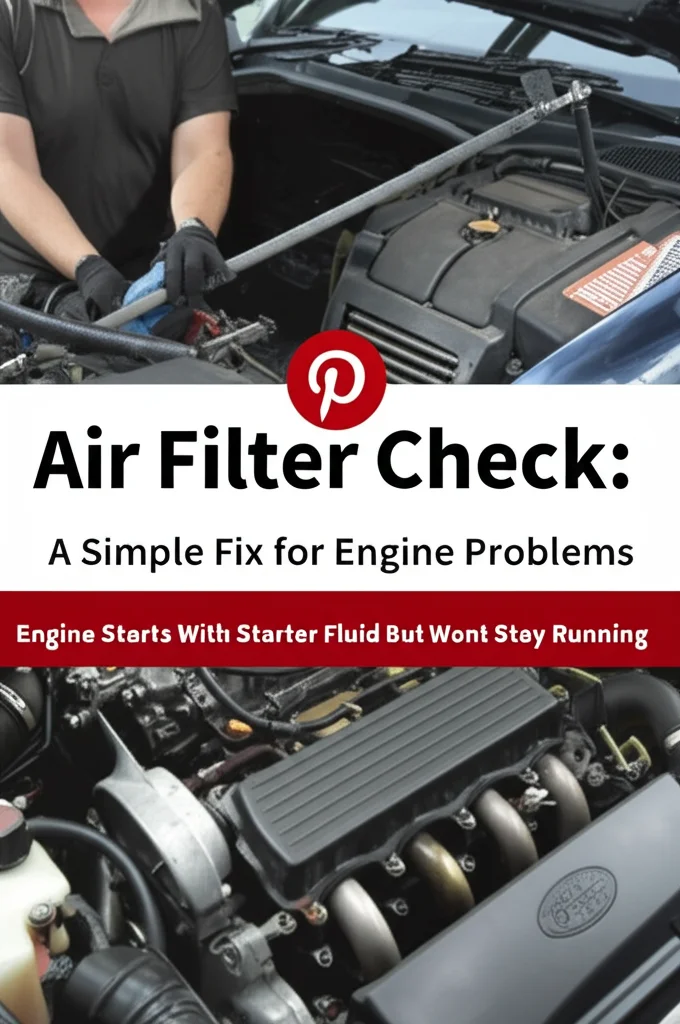 Air Filter Check:
A Simple Fix for Engine Problems
Engine Starts With Starter Fluid But Wont Stay Running